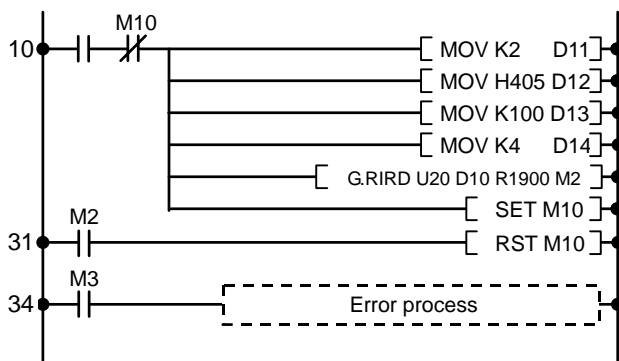 M10
10 MOV K2 D11
MOV H405 D12
MOV K100 D13
MOV K4 D14
G.RIRD U20 D10 R1900 M2
SET M10
M2
31 RST M10
M3
34 Error process